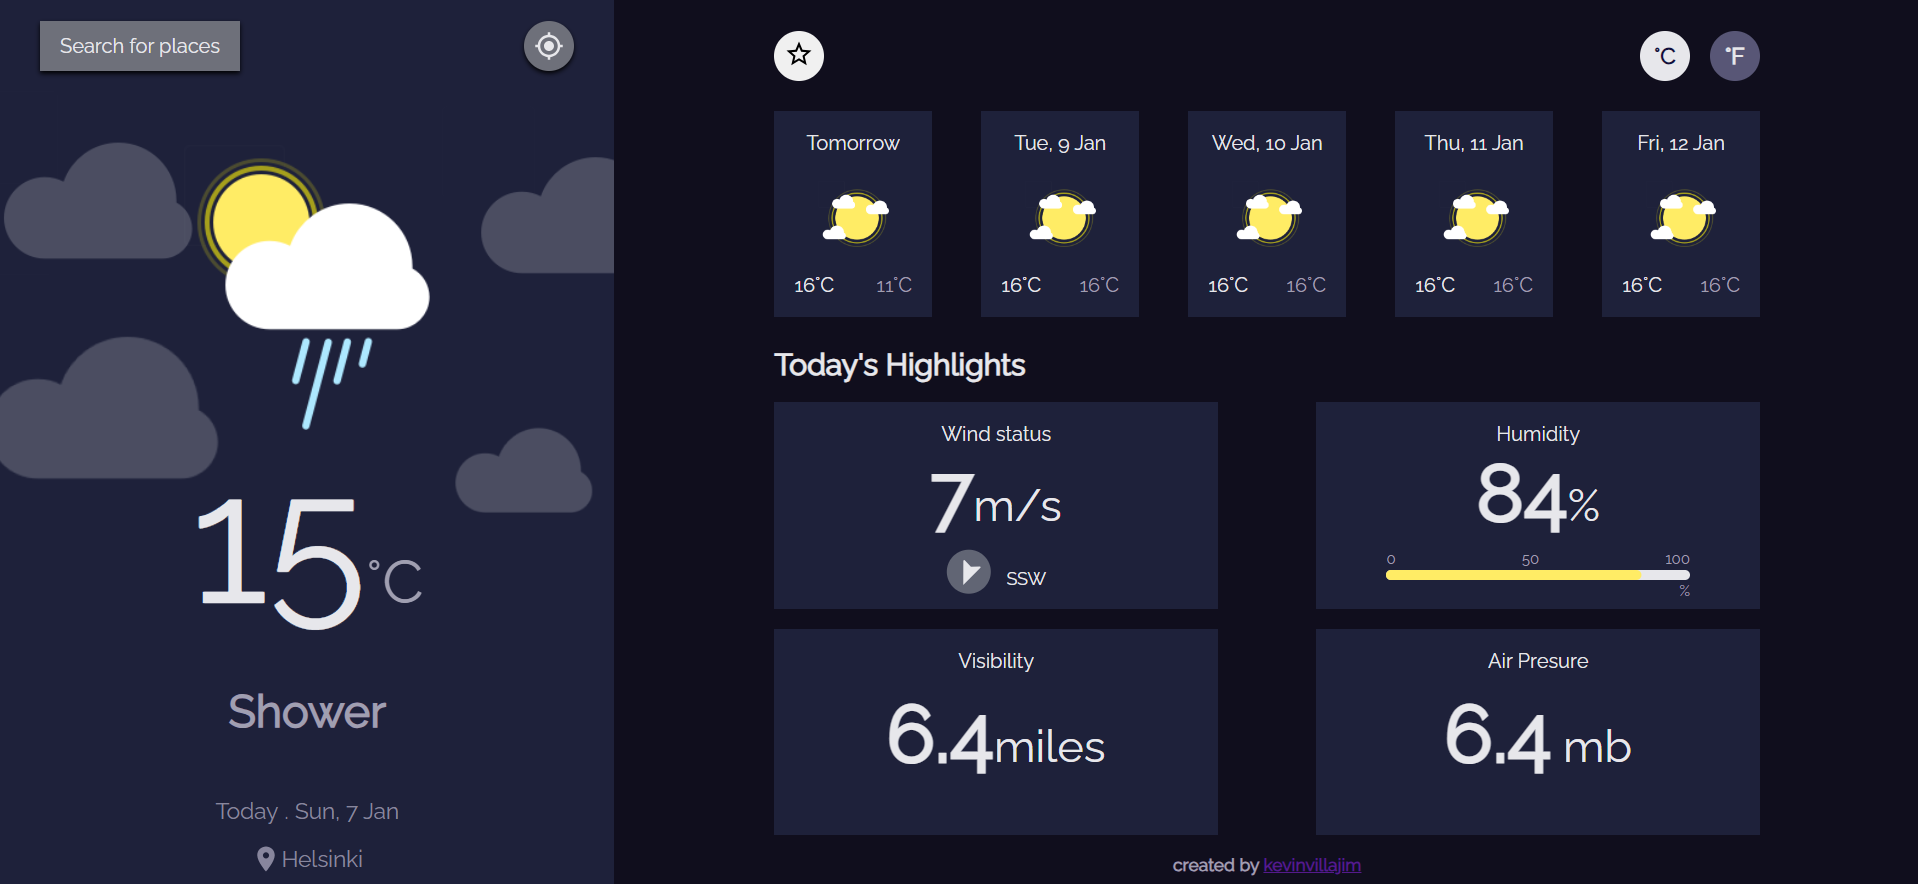 Search for places
15°C
Shower
Today . Sun, 7 Jan
Helsinki
°C
°F
Tomorrow
16°C 11°C
Tue, 9 Jan
16°C 16°C
Wed, 10 Jan
16°C 16°C
Thu, 11 Jan
16°C 16°C
Fri, 12 Jan
16°C 16°C
Today's Highlights
Wind status
7m/s
SSW
Humidity
84%
0 50 100
%
Visibility
6.4miles
Air Presure
6.4 mb
created by kevinvillajim